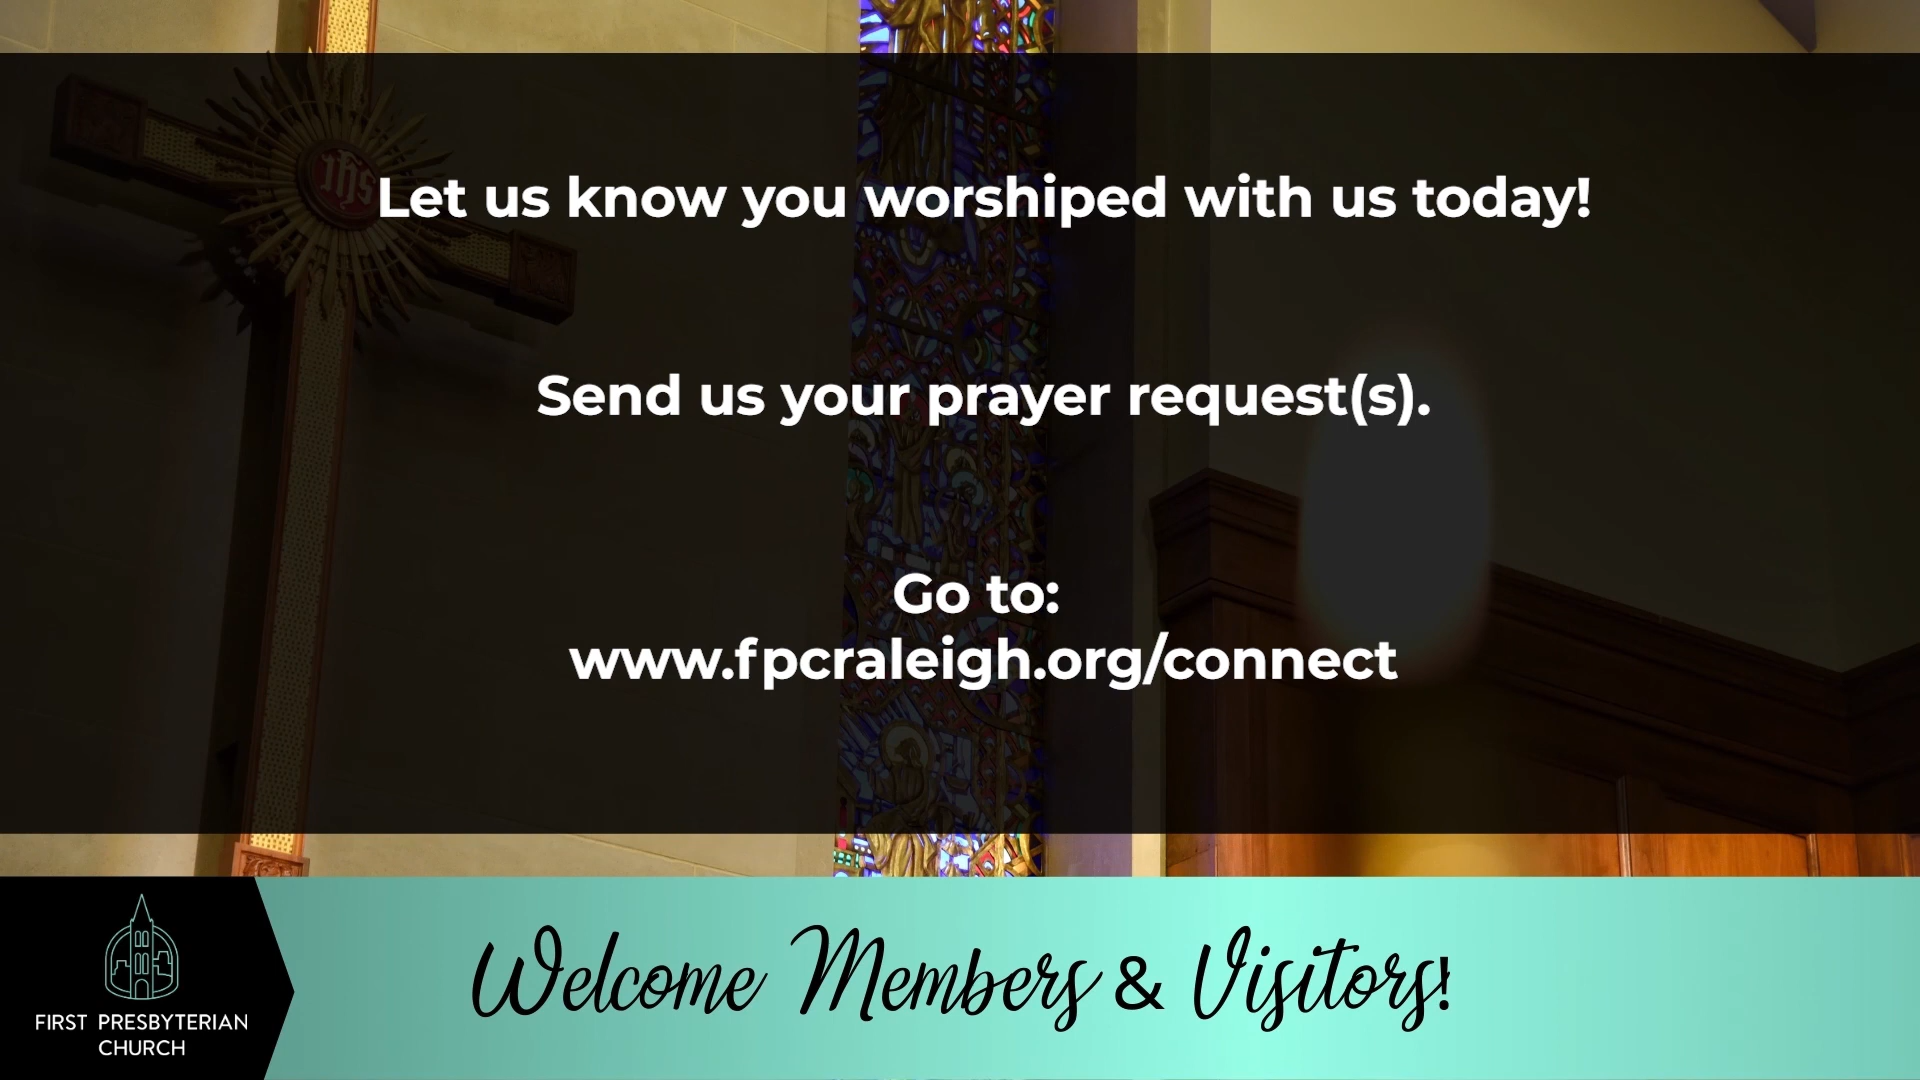 IHS
Let us know you worshiped with us today!
Send us your prayer request(s).
Go to:
www.fpcraleigh.org/connect
Welcome Members & Visitors!
FIRST PRESBYTERIAN
CHURCH